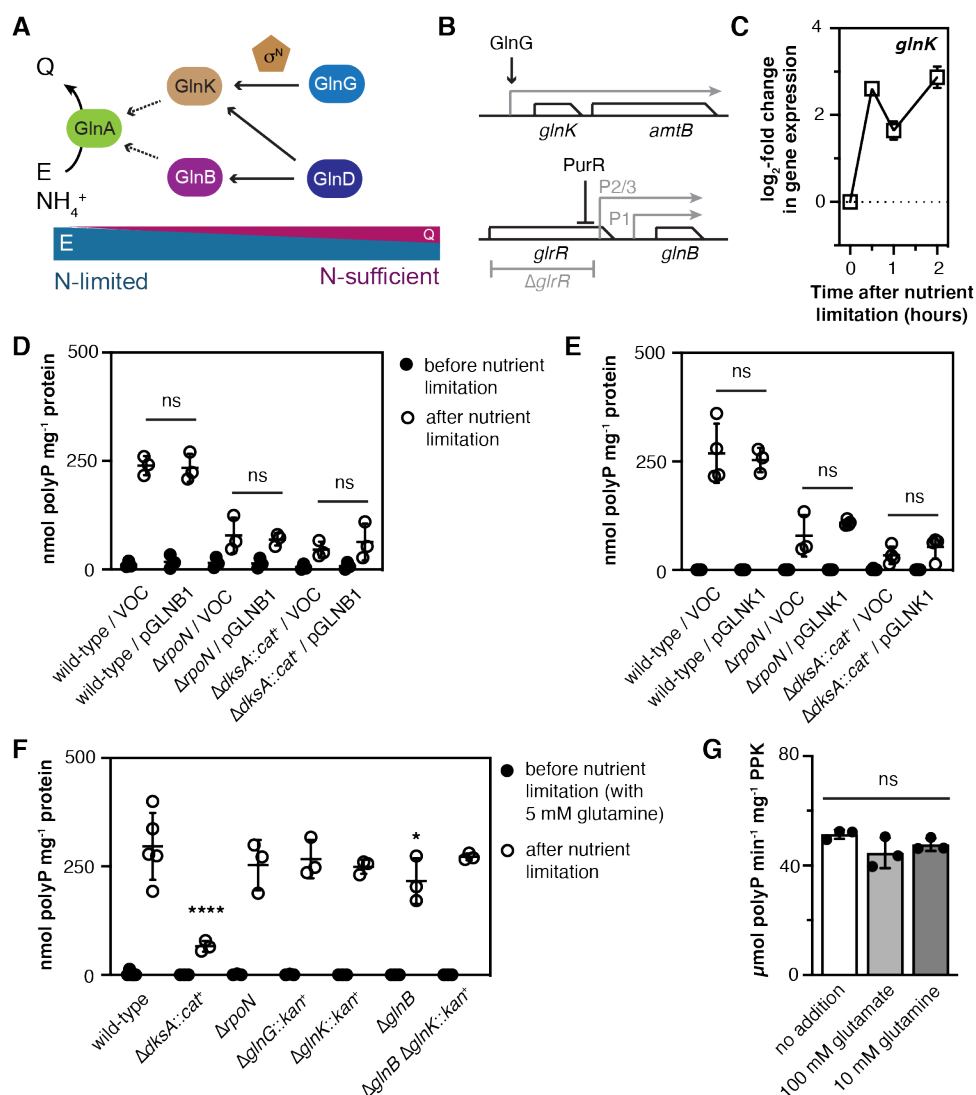 A
Q
GlnA
E
NH₄⁺
GlnK
σᴺ
GlnG
GlnB
GlnD
E
Q
N-limited
N-sufficient
B
GlnG
glnK
amtB
PurR
P2/3
P1
glrR
glnB
ΔglrR
C
glnK
log₂-fold change
in gene expression
4
2
0
0
1
2
Time after nutrient
limitation (hours)
D
nmol polyP mg⁻¹ protein
500
250
0
ns
ns
ns
wild-type / VOC
wild-type / pGLNB1
ΔrpoN / VOC
ΔrpoN / pGLNB1
ΔdksA::cat⁺ / VOC
ΔdksA::cat⁺ / pGLNB1
before nutrient
limitation
after nutrient
limitation
E
nmol polyP mg⁻¹ protein
500
250
0
ns
ns
ns
wild-type / VOC
wild-type / pGLNK1
ΔrpoN / VOC
ΔrpoN / pGLNK1
ΔdksA::cat⁺ / VOC
ΔdksA::cat⁺ / pGLNK1
F
nmol polyP mg⁻¹ protein
500
250
0
****
*
wild-type
ΔdksA::cat⁺
ΔrpoN
ΔglnG::kan⁺
ΔglnK::kan⁺
ΔglnB
ΔglnB ΔglnK::kan⁺
before nutrient
limitation (with
5 mM glutamine)
after nutrient
limitation
G
μmol polyP min⁻¹ mg⁻¹ PPK
80
40
0
ns
no addition
100 mM glutamate
10 mM glutamine